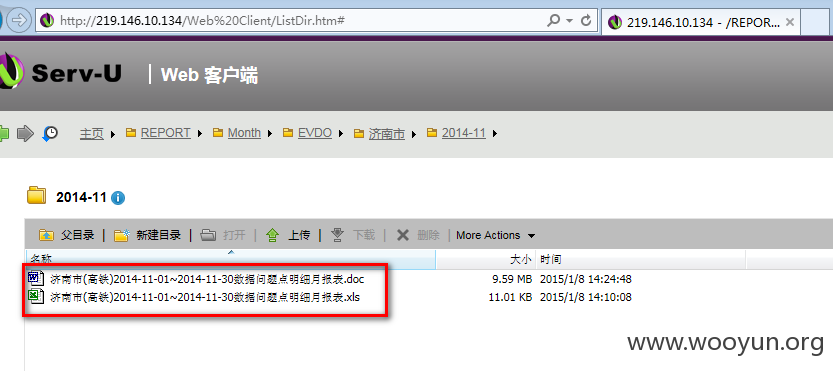 http://219.146.10.134/Web%20Client/ListDir.htm#
219.146.10.134 - /REPOR...
Serv-U | Web 客户端
主页 REPORT Month EVDO 济南市 2014-11
2014-11
父目录 | 新建目录 | 打开 | 上传 | 下载 | 删除 | More Actions
名称 大小 时间
济南市(高铁)2014-11-01~2014-11-30数据问题点明细月报表.doc 9.59 MB 2015/1/8 14:24:48
济南市(高铁)2014-11-01~2014-11-30数据问题点明细月报表.xls 11.01 KB 2015/1/8 14:10:08
www.wooyun.org